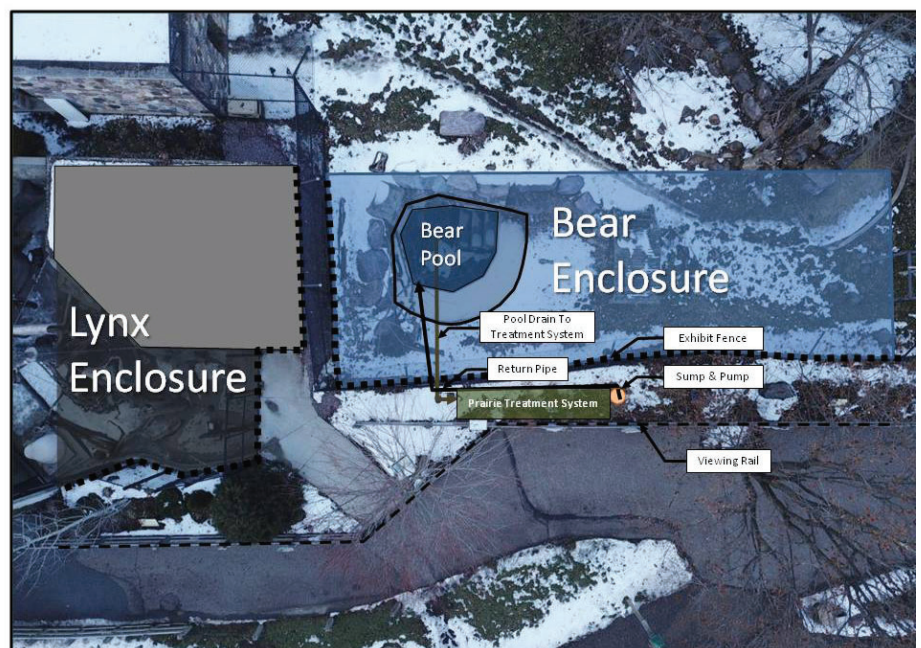 Bear
Pool
Bear
Enclosure
Lynx
Enclosure
Pool Drain To
Treatment System
Exhibit Fence
Return Pipe
Sump & Pump
Prairie Treatment System
Viewing Rail